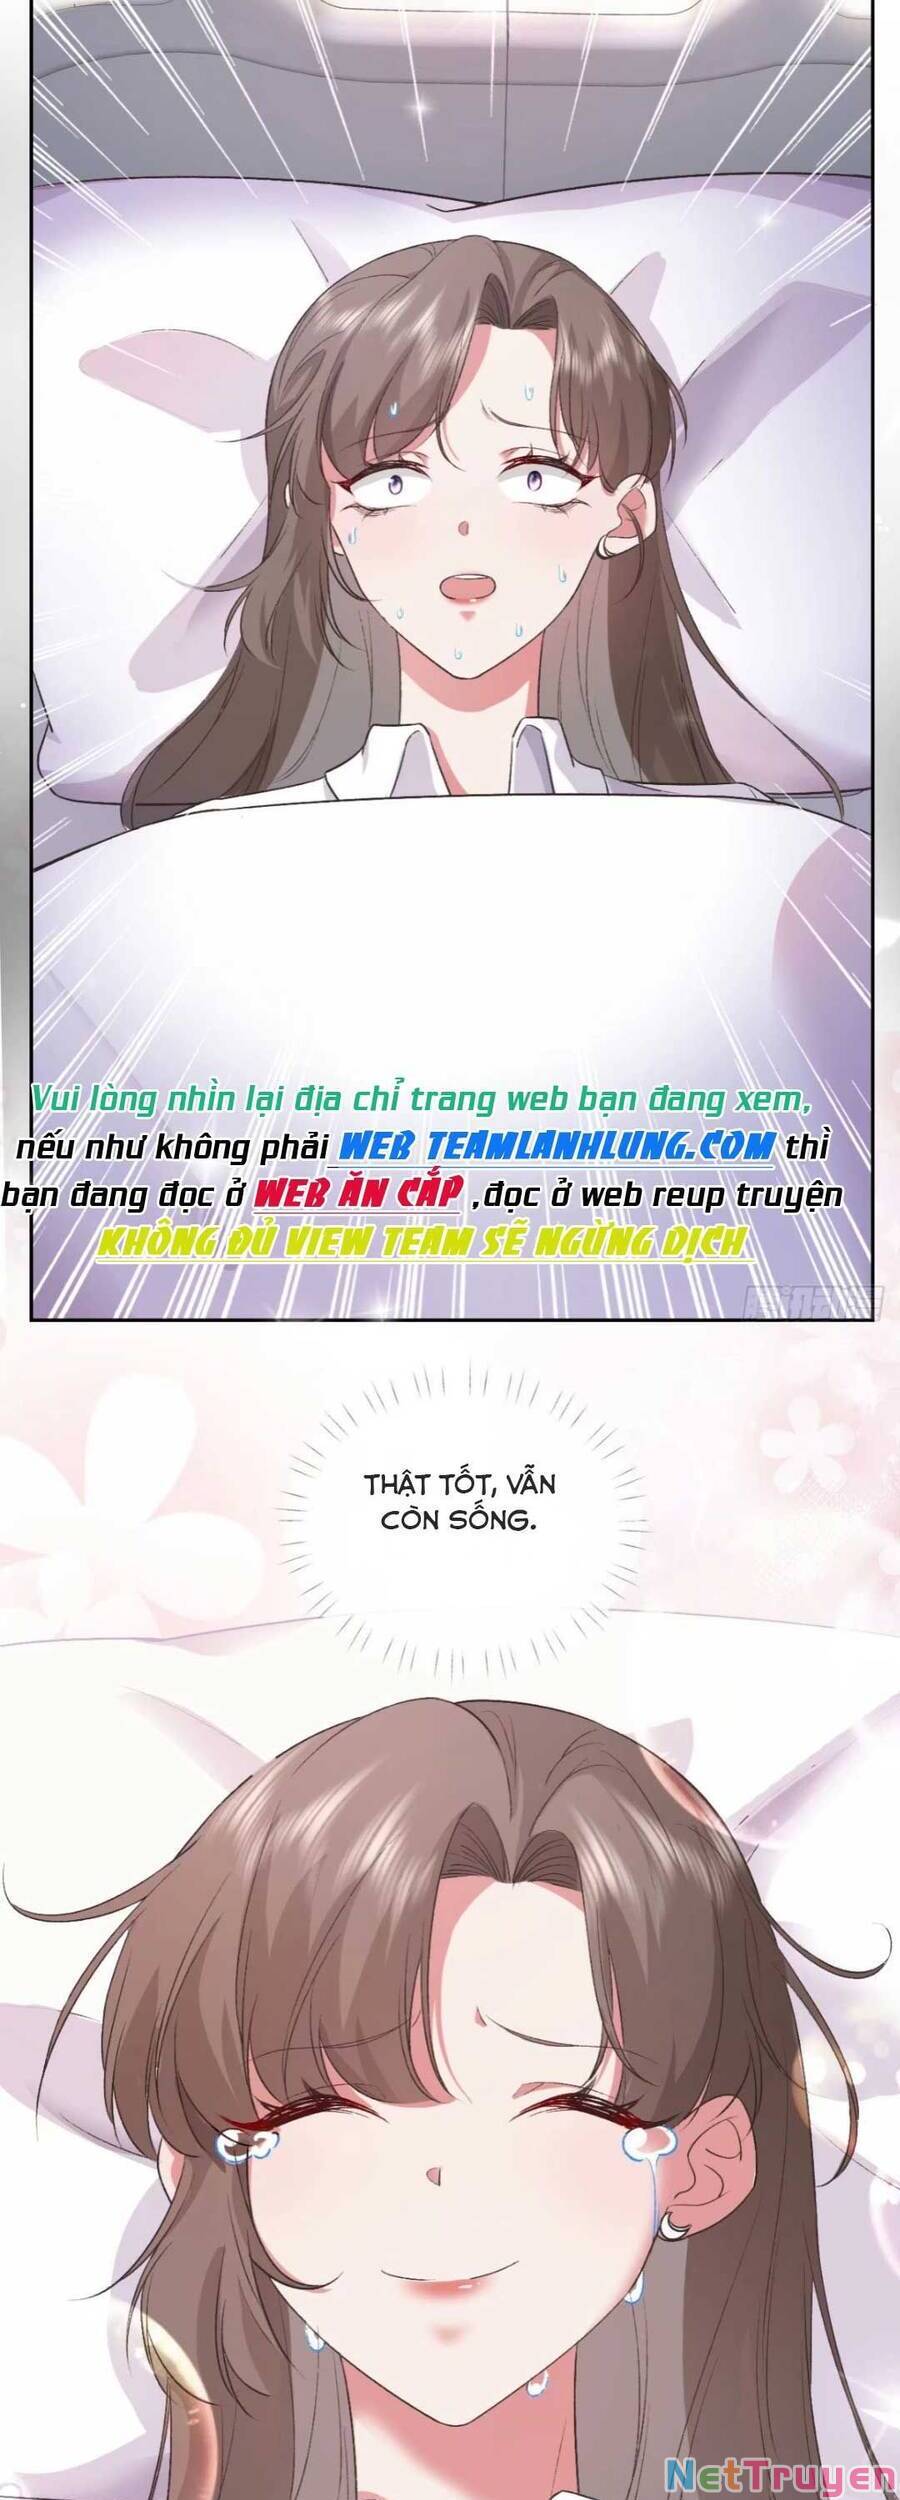 Vui lòng nhìn lại địa chỉ trang web bạn đang xem,
nếu như không phải WEB TEAMLANHLUNG.COM thì
bạn đang đọc ở WEB ĂN CẮP ,đọc ở web reup truyện
KHÔNG ĐỦ VIEW TEAM SẼ NGỪNG DỊCH
THẬT TỐT, VẪN
CÒN SỐNG.
NetTruyen